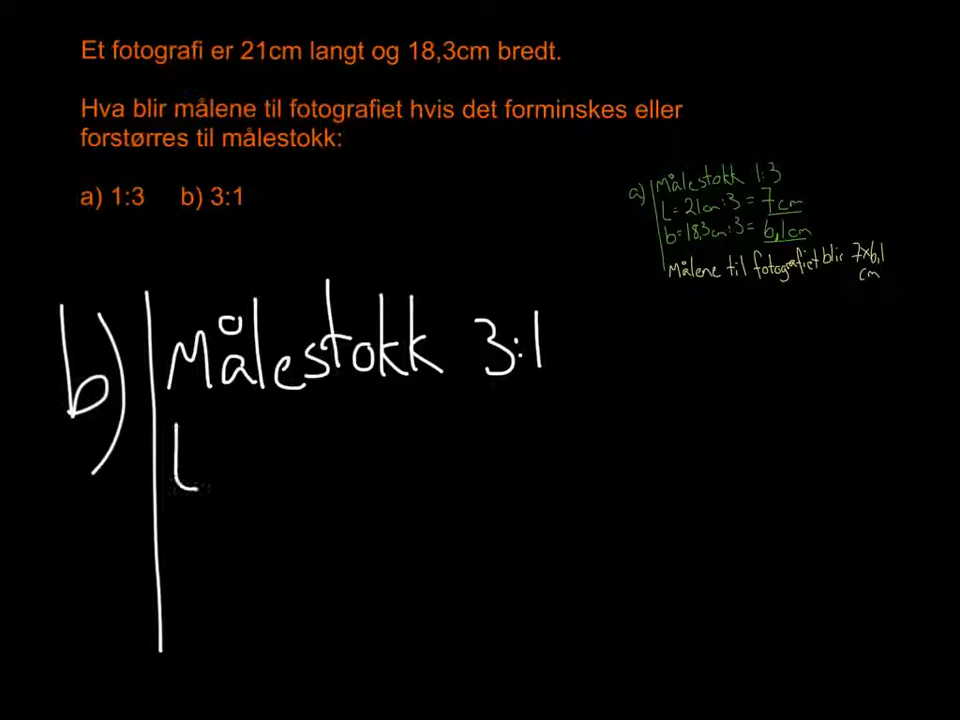 Et fotografi er 21cm langt og 18,3cm bredt.
Hva blir målene til fotografiet hvis det forminskes eller
forstørres til målestokk:
a) 1:3 b) 3:1
a) Målestokk 1:3
L = 21cm:3 = 7cm
b = 18,3cm:3 = 6,1cm
Målene til fotografiet blir 7x6,1
cm
b) Målestokk 3:1
L